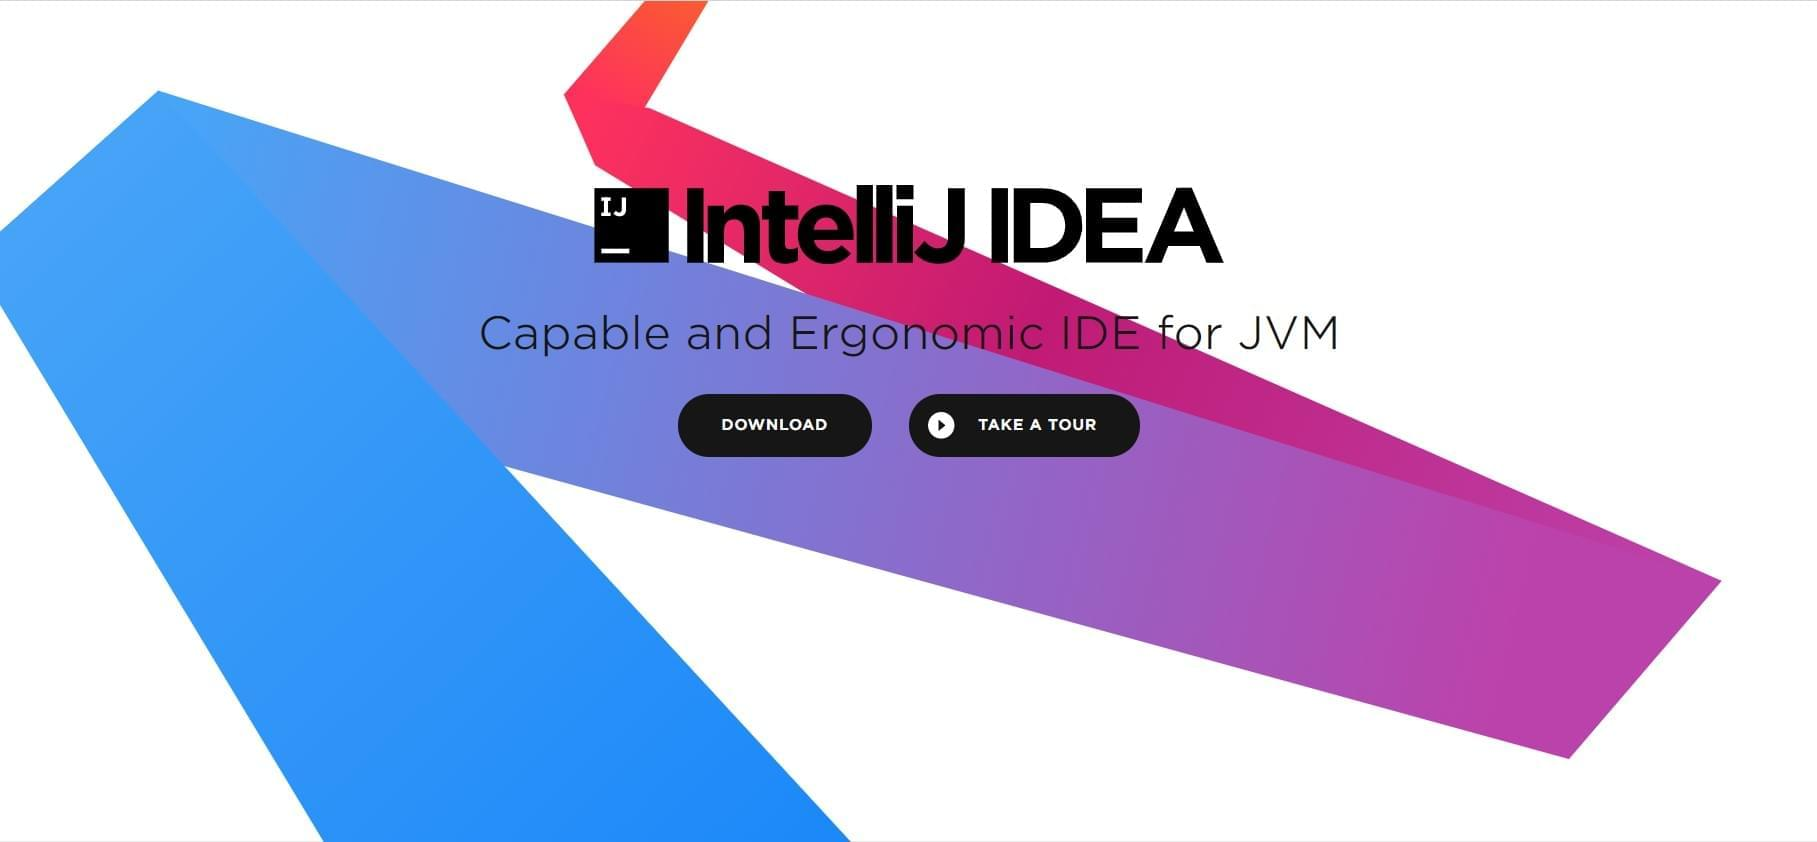 IJ
IntelliJ IDEA
Capable and Ergonomic IDE for JVM
DOWNLOAD
TAKE A TOUR